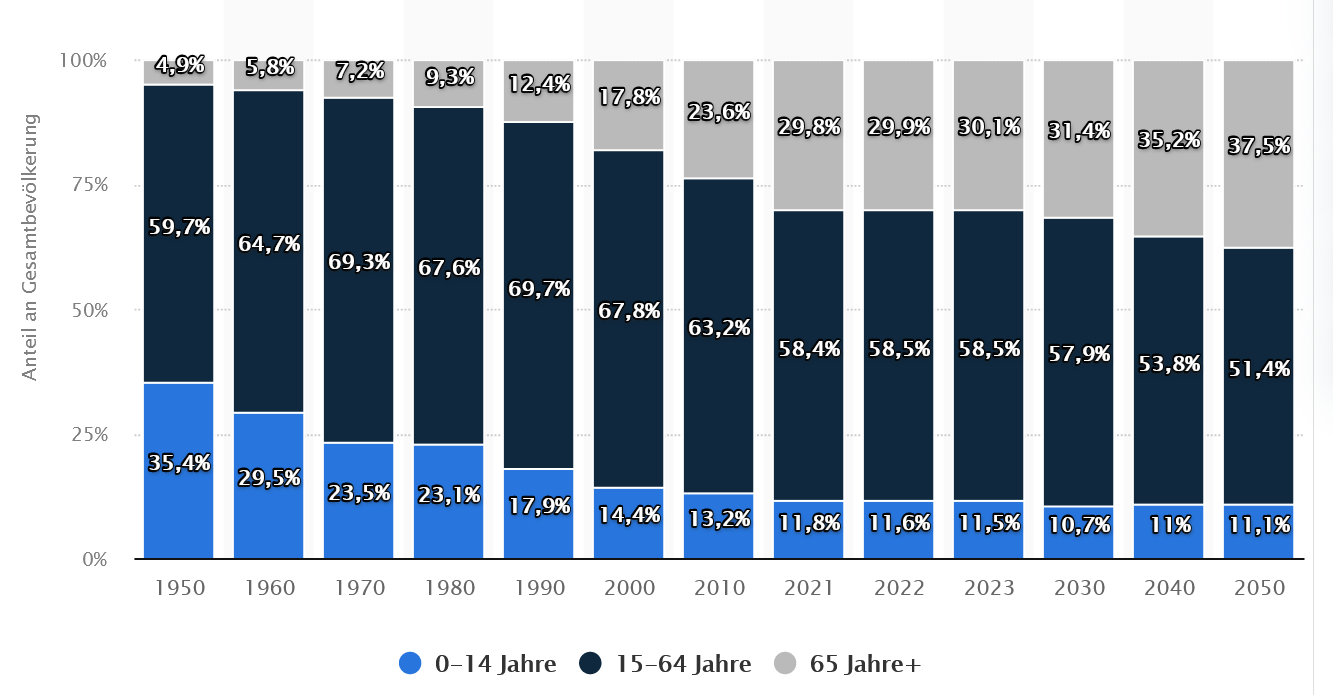 Anteil an Gesamtbevölkerung
100%
75%
50%
25%
0%
4,9% 5,8% 7,2% 9,3% 12,4% 17,8% 23,6% 29,8% 29,9% 30,1% 31,4% 35,2% 37,5%
59,7% 64,7% 69,3% 67,6% 69,7% 67,8% 63,2% 58,4% 58,5% 58,5% 57,9% 53,8% 51,4%
35,4% 29,5% 23,5% 23,1% 17,9% 14,4% 13,2% 11,8% 11,6% 11,5% 10,7% 11% 11,1%
1950 1960 1970 1980 1990 2000 2010 2021 2022 2023 2030 2040 2050
0–14 Jahre 15–64 Jahre 65 Jahre+